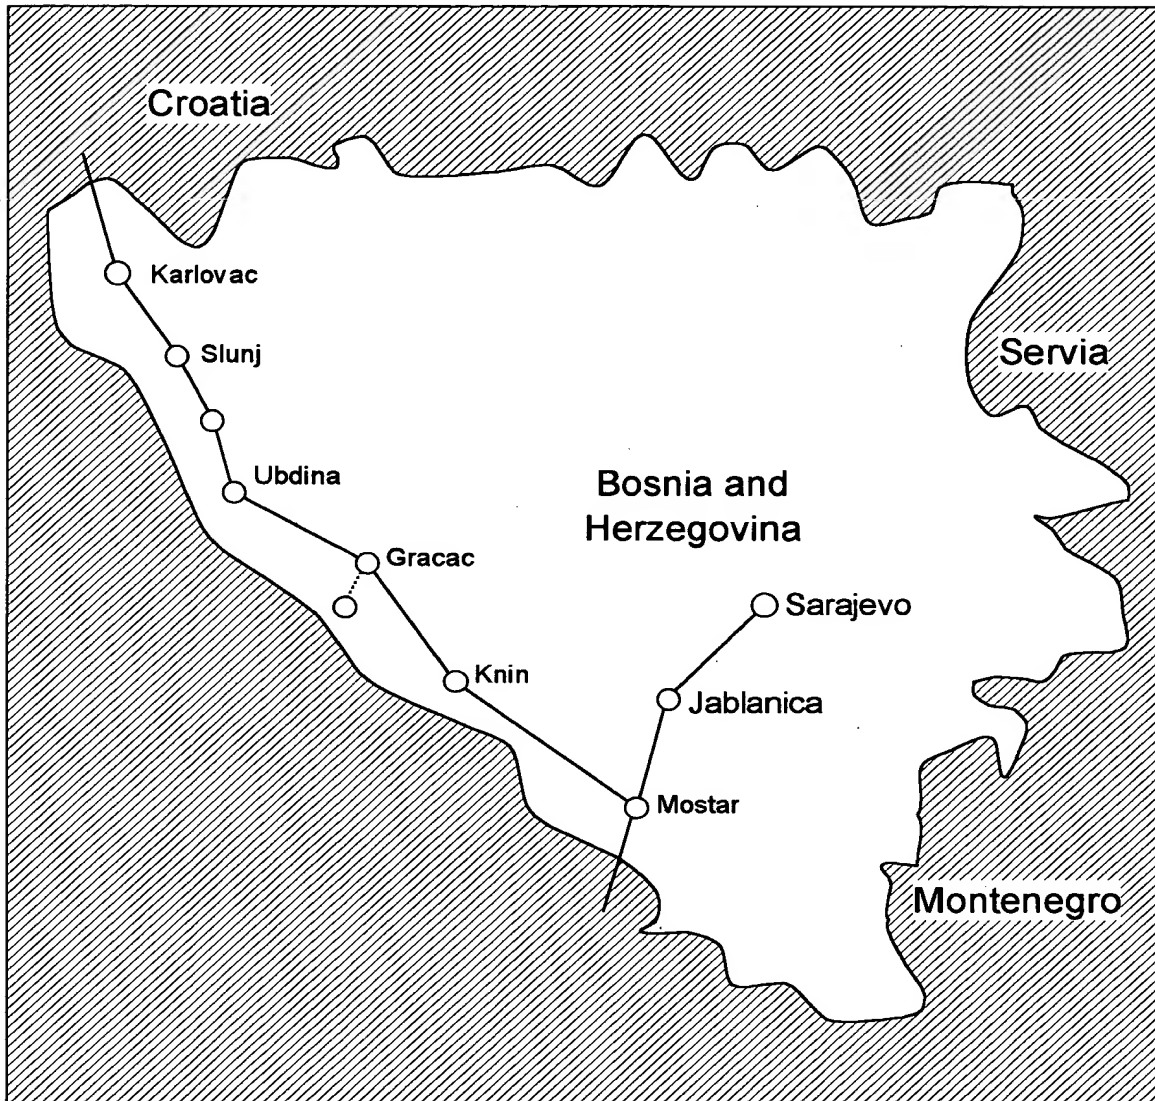 Croatia
Karlovac
Slunj
Servia
Ubdina
Bosnia and
Herzegovina
Gracac
Sarajevo
Knin
Jablanica
Mostar
Montenegro